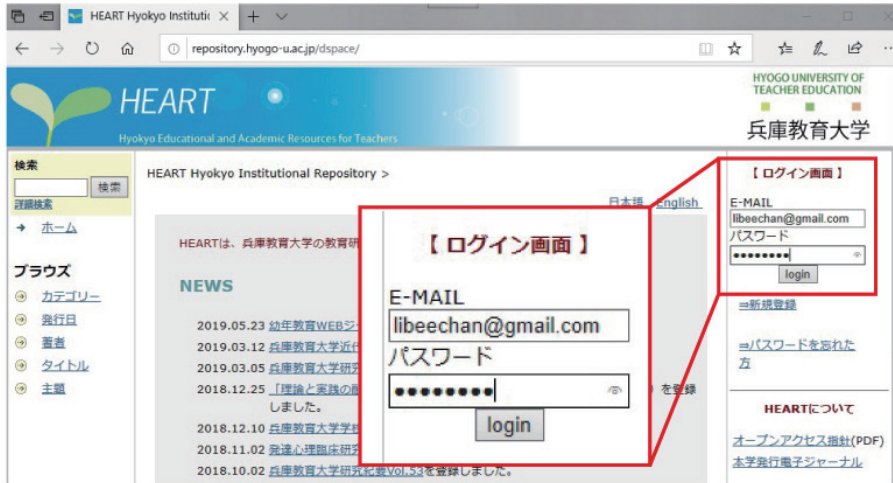 HEART Hyokyo Institutic
repository.hyogo-u.ac.jp/dspace/
HEART
Hyokyo Educational and Academic Resources for Teachers
HYOGO UNIVERSITY OF
TEACHER EDUCATION
兵庫教育大学
検索
検索
詳細検索
ホーム
ブラウズ
カテゴリー
発行日
著者
タイトル
主題
HEART Hyokyo Institutional Repository >
日本語 English
HEARTは、兵庫教育大学の教育研
NEWS
2019.05.23 幼年教育WEBジ
2019.03.12 兵庫教育大学近代
2019.03.05 兵庫教育大学研究
2018.12.25 「理論と実践の融 を登録
しました。
2018.12.10 兵庫教育大学学校
2018.11.02 発達心理臨床研究
2018.10.02 兵庫教育大学研究紀要Vol.53を登録しました。
【 ログイン画面 】
E-MAIL
libeechan@gmail.com
パスワード
●●●●●●●●
login
【 ログイン画面 】
E-MAIL
libeechan@gmail.com
パスワード
●●●●●●●●
login
⇒新規登録
⇒パスワードを忘れた
方
HEARTについて
オープンアクセス指針(PDF)
本学発行電子ジャーナル